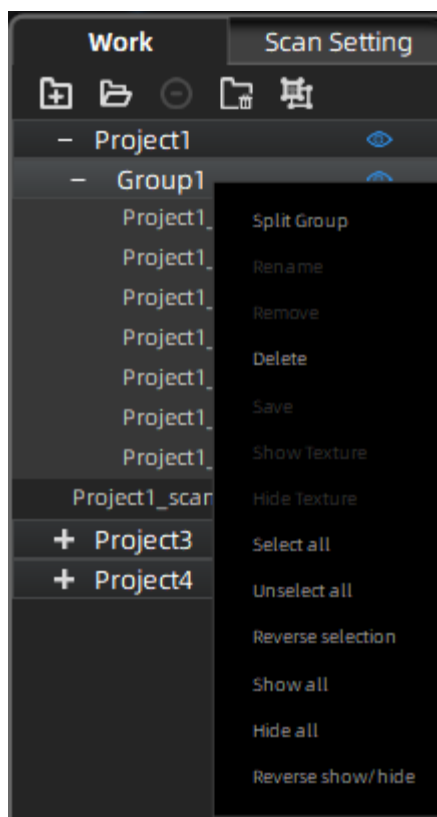 Work
Scan Setting
Project1
Group1
Project1_
Project1_
Project1_
Project1_
Project1_
Project1_
Project1_
Project1_scan
Project3
Project4
Split Group
Rename
Remove
Delete
Save
Show Texture
Hide Texture
Select all
Unselect all
Reverse selection
Show all
Hide all
Reverse show/hide